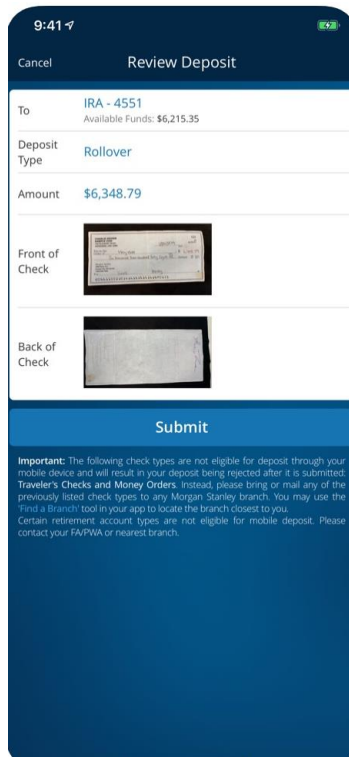 9:41
Cancel Review Deposit
To IRA - 4551
Available Funds: $6,215.35
Deposit
Type Rollover
Amount $6,348.79
Front of
Check
Back of
Check
Submit
Important: The following check types are not eligible for deposit through your
mobile device and will result in your deposit being rejected after it is submitted:
Traveler's Checks and Money Orders. Instead, please bring or mail any of the
previously listed check types to any Morgan Stanley branch. You may use the
'Find a Branch' tool in your app to locate the branch closest to you.
Certain retirement account types are not eligible for mobile deposit. Please
contact your FA/PWA or nearest branch.